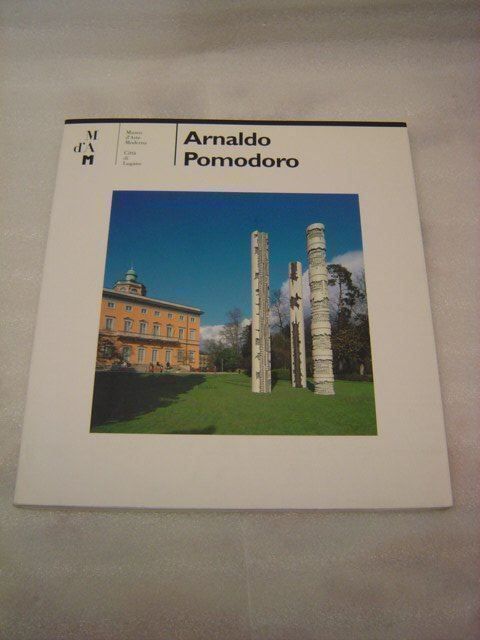 M
d'A
M
Museo
d'Arte
Moderna
Città
di
Lugano
Arnaldo
Pomodoro